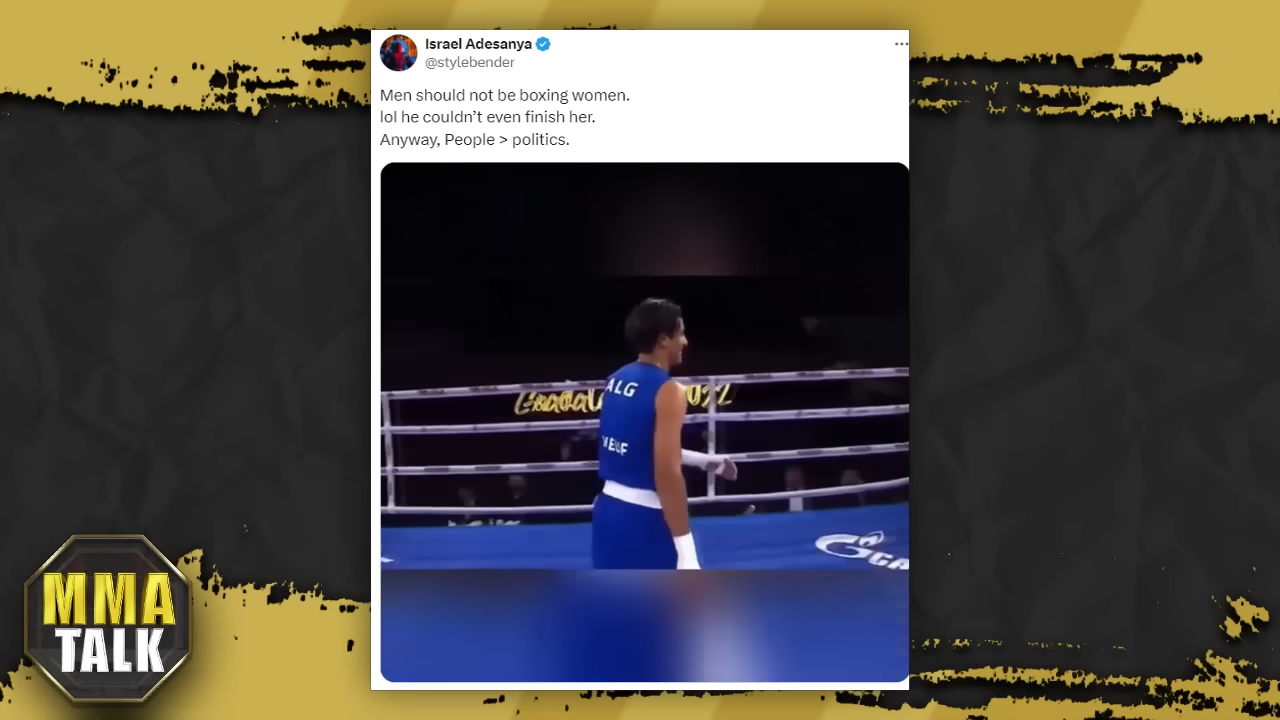 Israel Adesanya
@stylebender
Men should not be boxing women.
lol he couldn’t even finish her.
Anyway, People > politics.
ALG
MMA
TALK